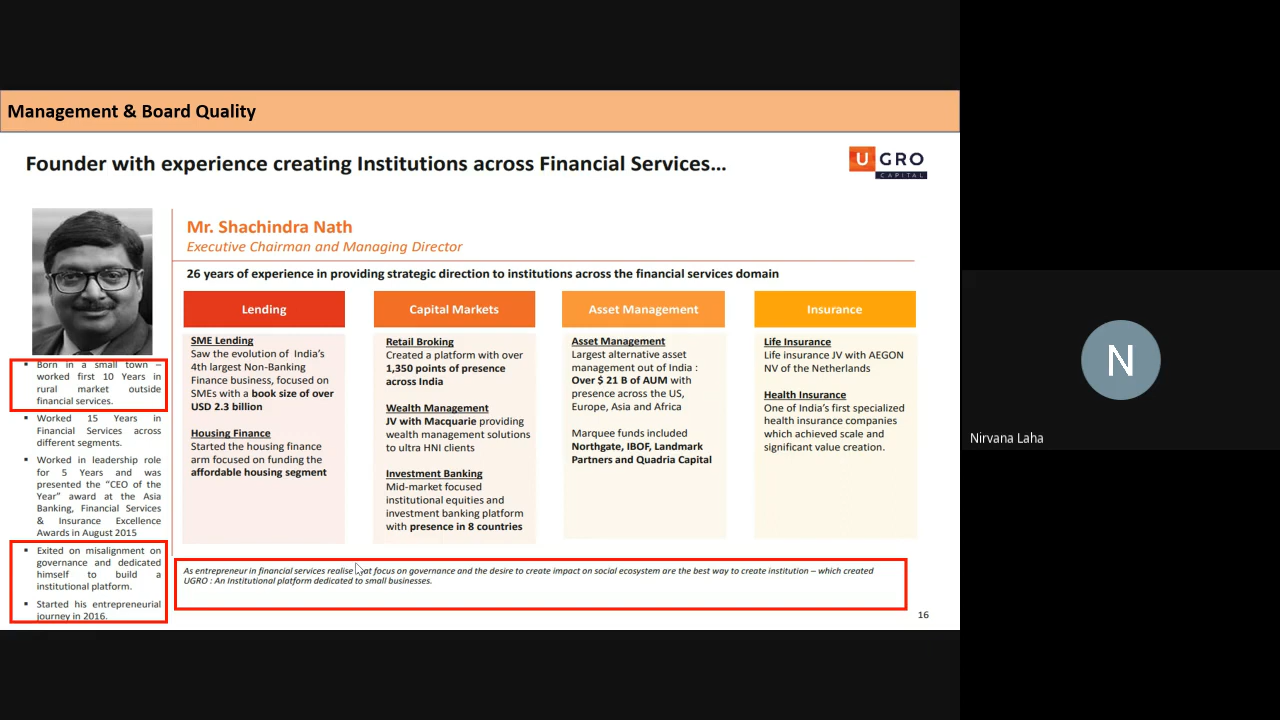 Management & Board Quality
Founder with experience creating Institutions across Financial Services...
U GRO
CAPITAL
Mr. Shachindra Nath
Executive Chairman and Managing Director
26 years of experience in providing strategic direction to institutions across the financial services domain
Lending
SME Lending
Saw the evolution of India's
4th largest Non-Banking
Finance business, focused on
SMEs with a book size of over
USD 2.3 billion
Housing Finance
Started the housing finance
arm focused on funding the
affordable housing segment
Capital Markets
Retail Broking
Created a platform with over
1,350 points of presence
across India
Wealth Management
JV with Macquarie providing
wealth management solutions
to ultra HNI clients
Investment Banking
Mid-market focused
institutional equities and
investment banking platform
with presence in 8 countries
Asset Management
Asset Management
Largest alternative asset
management out of India :
Over $ 21 B of AUM with
presence across the US,
Europe, Asia and Africa
Marquee funds included
Northgate, IBOF, Landmark
Partners and Quadria Capital
Insurance
Life Insurance
Life insurance JV with AEGON
NV of the Netherlands
Health Insurance
One of India's first specialized
health insurance companies
which achieved scale and
significant value creation.
▪ Born in a small town –
worked first 10 Years in
rural market outside
financial services.
▪ Worked 15 Years in
Financial Services across
different segments.
▪ Worked in leadership role
for 5 Years and was
presented the "CEO of the
Year" award at the Asia
Banking, Financial Services
& Insurance Excellence
Awards in August 2015
▪ Exited on misalignment on
governance and dedicated
himself to build a
institutional platform.
▪ Started his entrepreneurial
journey in 2016.
As entrepreneur in financial services realise that focus on governance and the desire to create impact on social ecosystem are the best way to create institution – which created
UGRO : An Institutional platform dedicated to small businesses.
16
N
Nirvana Laha